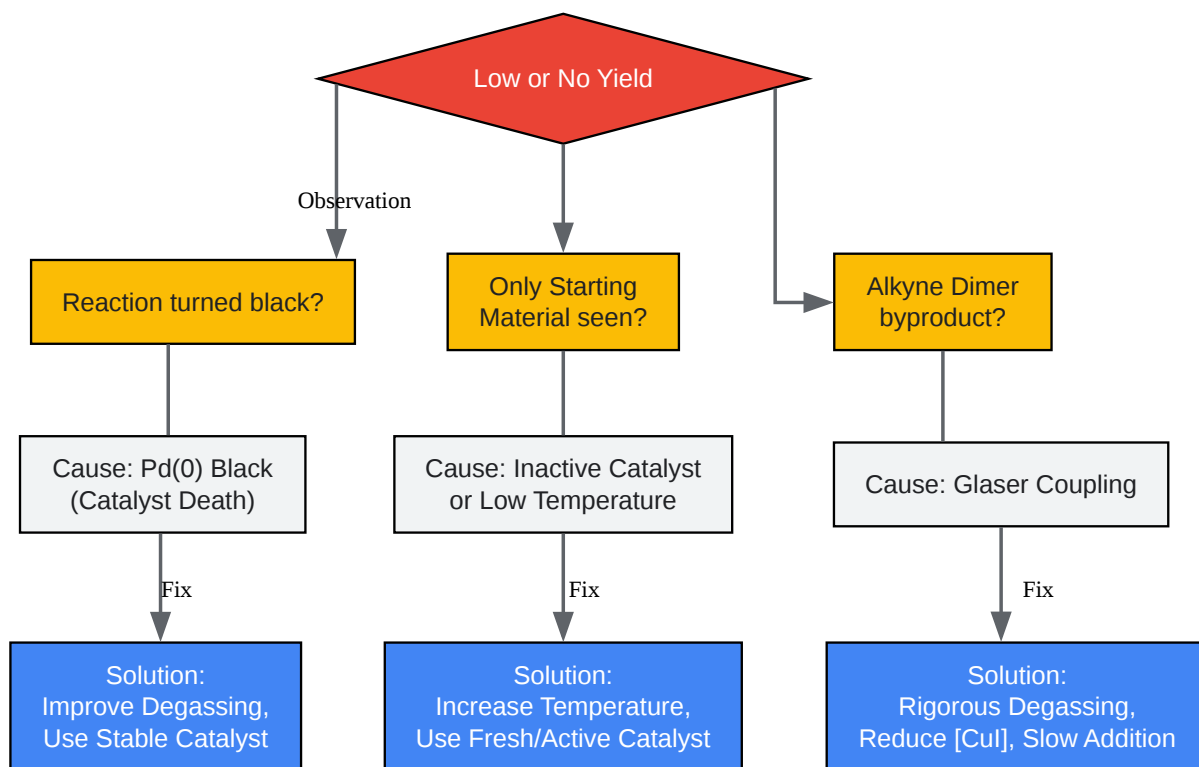 Low or No Yield
Observation
Reaction turned black?
Only Starting
Material seen?
Alkyne Dimer
byproduct?
Cause: Pd(0) Black
(Catalyst Death)
Cause: Inactive Catalyst
or Low Temperature
Cause: Glaser Coupling
Fix
Fix
Fix
Solution:
Improve Degassing,
Use Stable Catalyst
Solution:
Increase Temperature,
Use Fresh/Active Catalyst
Solution:
Rigorous Degassing,
Reduce [CuI], Slow Addition